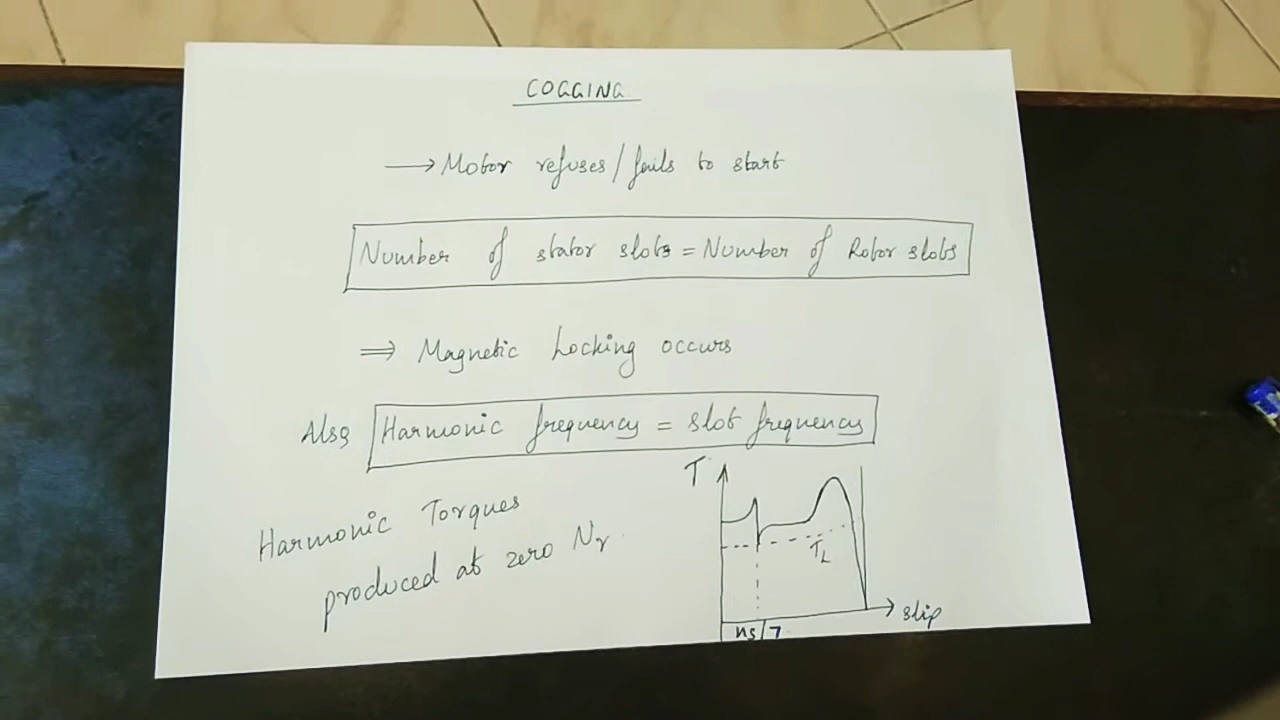 COGGING
→ Motor refuses/fails to start
Number of stator slots = Number of Rotor slots
⇒ Magnetic Locking occurs
Also Harmonic frequency = slot frequency
Harmonic Torques
produced at zero Nr
T
TL
slip
ns/7